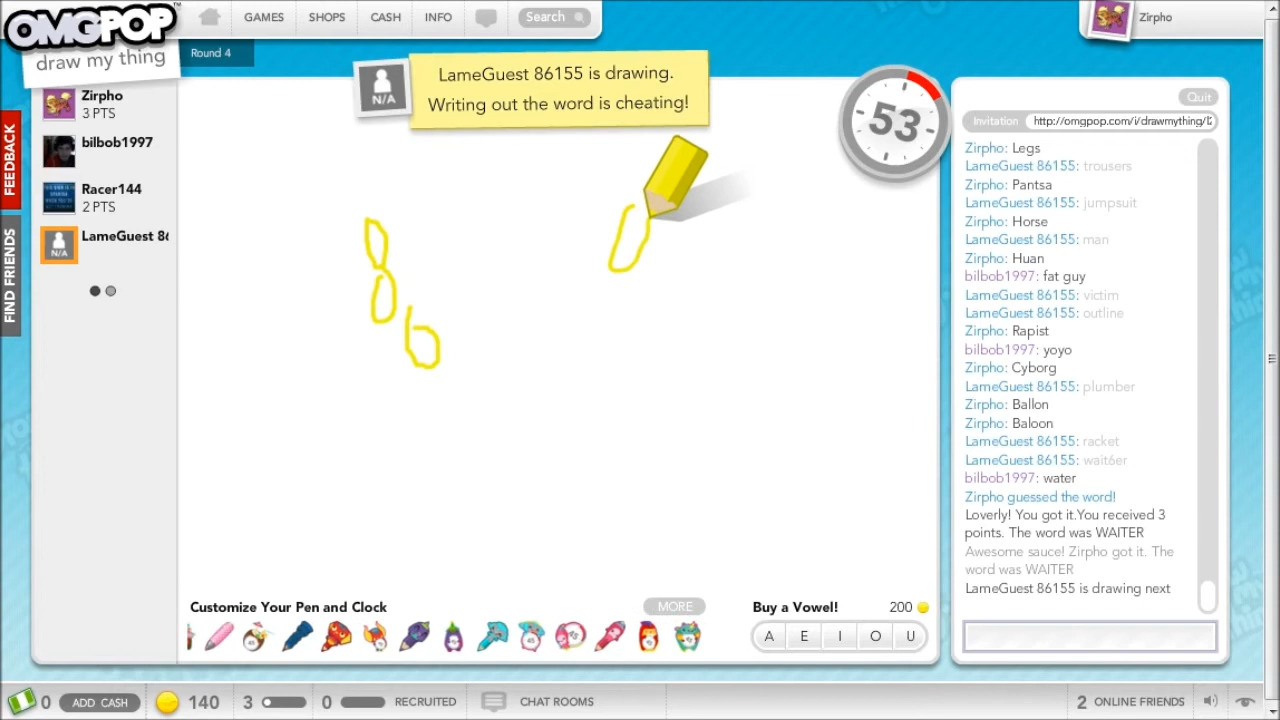 OMGPOP™
draw my thing
GAMES
SHOPS
CASH
INFO
Search
Zirpho
Round 4
FEEDBACK
FIND FRIENDS
Zirpho
3 PTS
bilbob1997
Racer144
2 PTS
N/A
LameGuest 86
N/A
LameGuest 86155 is drawing.
Writing out the word is cheating!
53
Quit
Invitation
http://omgpop.com/i/drawmything/
Zirpho: Legs
LameGuest 86155: trousers
Zirpho: Pantsa
LameGuest 86155: jumpsuit
Zirpho: Horse
LameGuest 86155: man
Zirpho: Huan
bilbob1997: fat guy
LameGuest 86155: victim
LameGuest 86155: outline
Zirpho: Rapist
bilbob1997: yoyo
Zirpho: Cyborg
LameGuest 86155: plumber
Zirpho: Ballon
Zirpho: Baloon
LameGuest 86155: racket
LameGuest 86155: wait6er
bilbob1997: water
Zirpho guessed the word!
Loverly! You got it.You received 3
points. The word was WAITER
Awesome sauce! Zirpho got it. The
word was WAITER
LameGuest 86155 is drawing next
Customize Your Pen and Clock
MORE
Buy a Vowel!
200
A E I O U
0
ADD CASH
140
3
0
RECRUITED
CHAT ROOMS
2 ONLINE FRIENDS